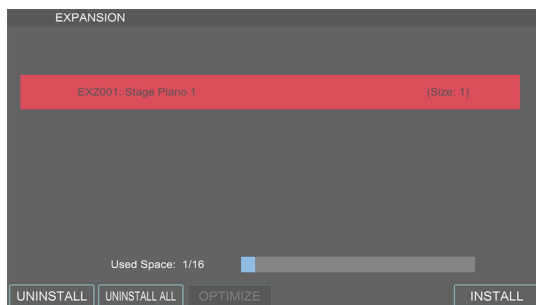 EXPANSION
EXZ001: Stage Piano 1 (Size: 1)
Used Space: 1/16
UNINSTALL UNINSTALL ALL OPTIMIZE INSTALL